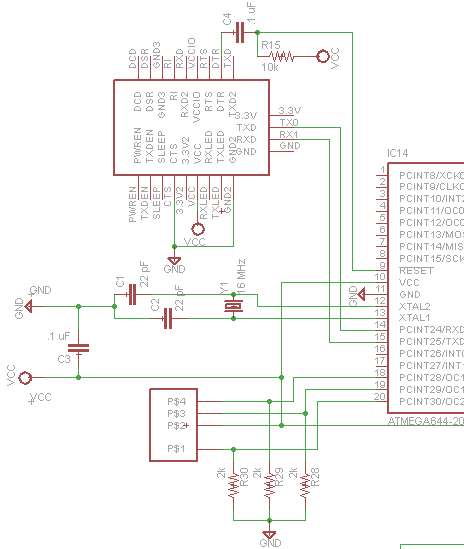 C4
.1 uF
R15
10k
VCC
DCD
DSR
GND3
RI
RXD
VCCIO
RTS
DTR
TXD
DCD
DSR
GND3
RI
RXD2
VCCIO
RTS
DTR
TXD2
3.3V
TXD
RXD
GND
3.3V
TX0
RX1
GND
PWREN
TXDEN
SLEEP
CTS
3.3V2
VCC
RXLED
TXLED
GND2
PWREN
TXDEN
SLEEP
CTS
3.3V2
VCC
RXLED
TXLED
GND2
VCC
GND
IC14
1 PCINT8/XCKO
2 PCINT9/CLKO
3 PCINT10/INT2
4 PCINT11/OC0
5 PCINT12/OC0
6 PCINT13/MOS
7 PCINT14/MIS
8 PCINT15/SCK
9 RESET
10 VCC
11 GND
12 XTAL2
13 XTAL1
14 PCINT24/RXD
15 PCINT25/TXD
16 PCINT26/INT0
17 PCINT27/INT1
18 PCINT28/OC1
19 PCINT29/OC1
20 PCINT30/OC2
ATMEGA644-20
GND
GND
GND
C1
22 pF
C2
22 pF
Y1
16 MHz
.1 uF
C3
VCC
VCC
P$4
P$3
P$2
P$1
2k
R30
2k
R29
2k
R28
GND